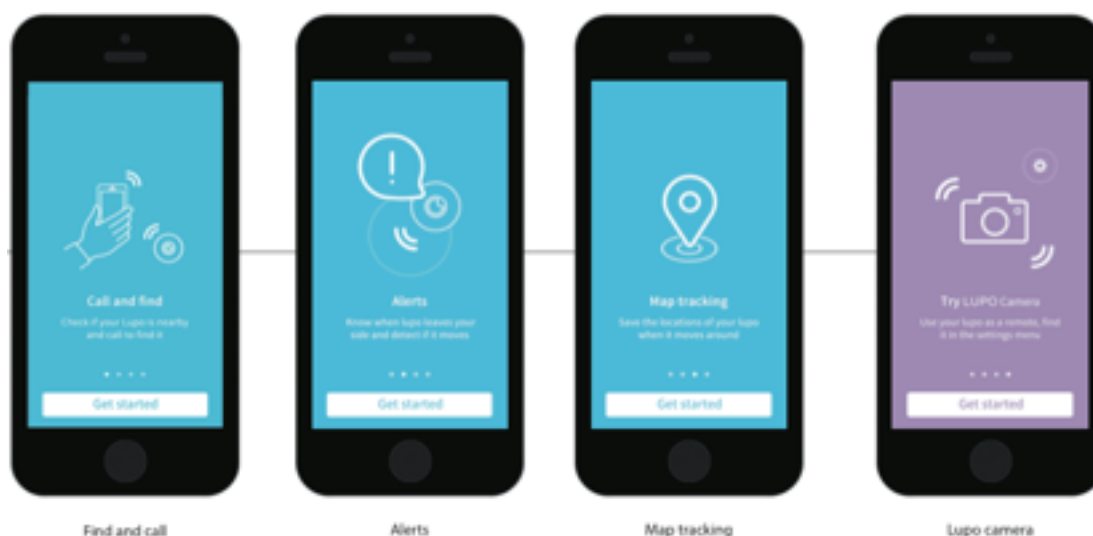 Call and find
Check if your Lupo is nearby
and call to find it
Get started
Find and call
!
Alerts
Know when lupo leaves your
side and detect if it moves
Get started
Alerts
Map tracking
Save the locations of your lupo
when it moves around
Get started
Map tracking
Try LUPO Camera
Use your lupo as a remote, find
it in the settings menu
Get started
Lupo camera